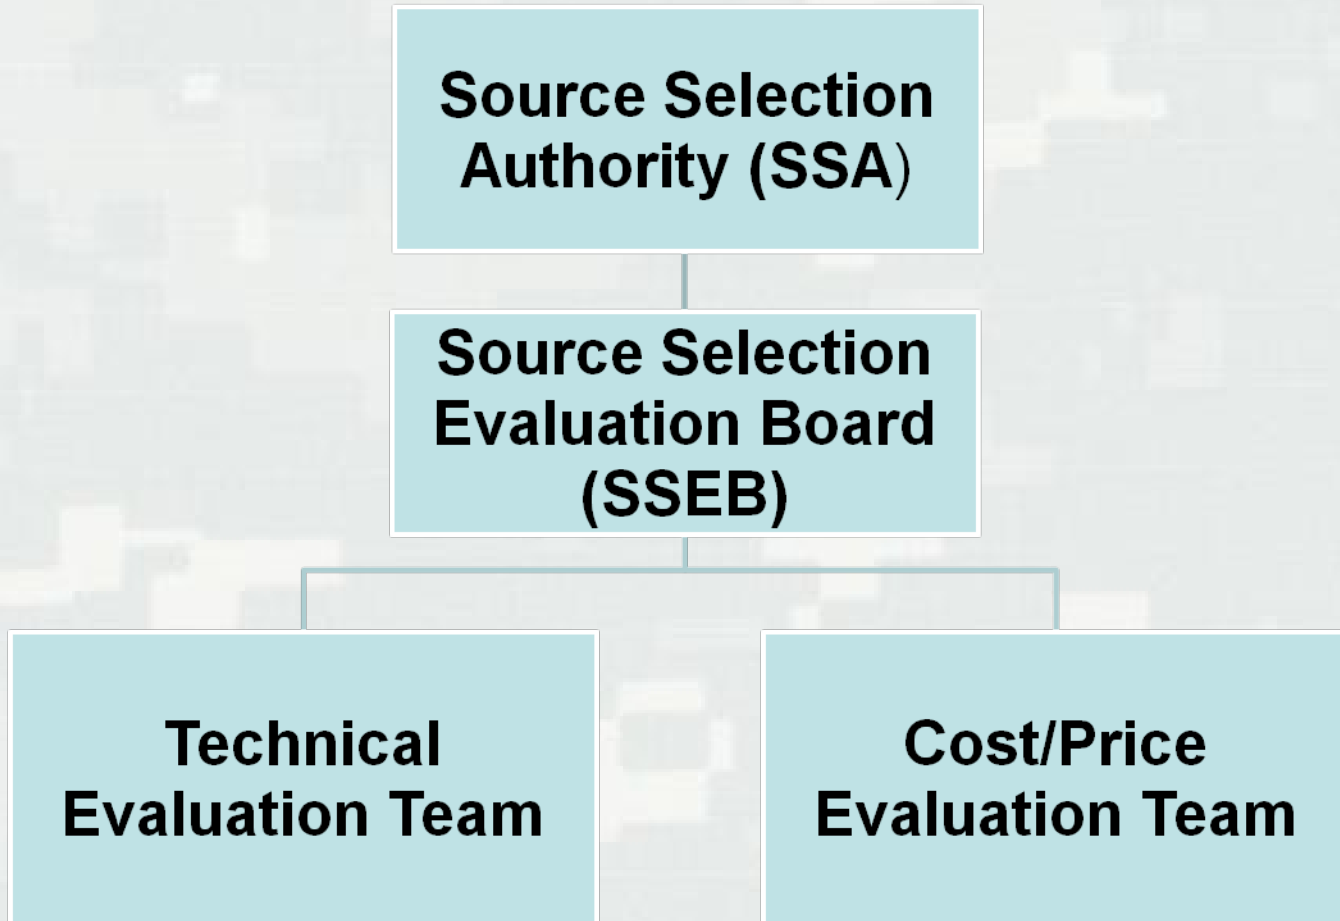 Source Selection
Authority (SSA)
Source Selection
Evaluation Board
(SSEB)
Technical
Evaluation Team
Cost/Price
Evaluation Team